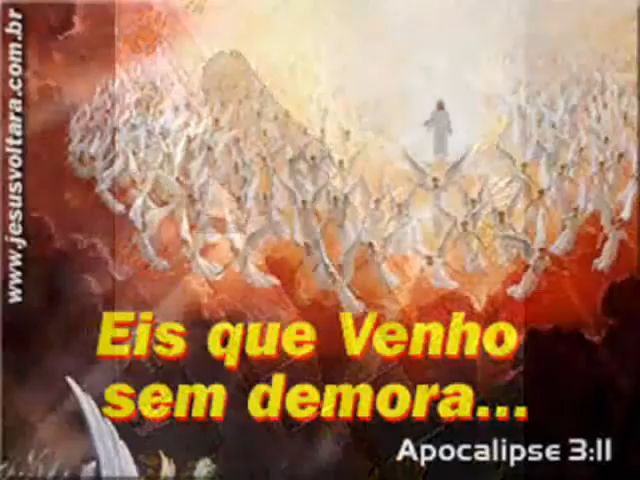 www.jesusvoltara.com.br
Eis que Venho
sem demora...
Apocalipse 3:11